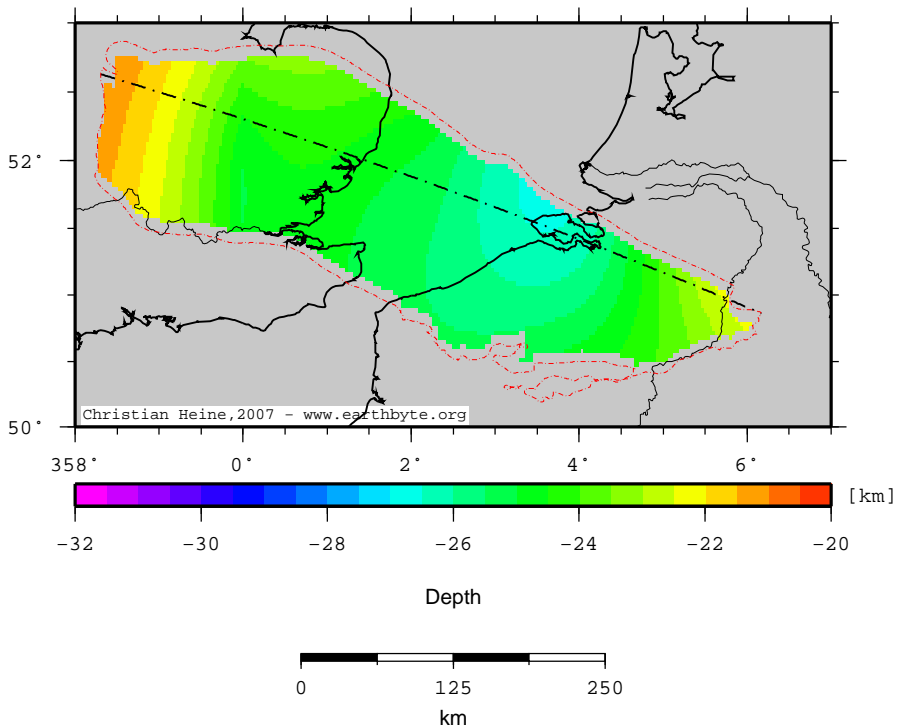 52°
50°
Christian Heine,2007 - www.earthbyte.org
358° 0° 2° 4° 6°
[km]
−32 −30 −28 −26 −24 −22 −20
Depth
0 125 250
km